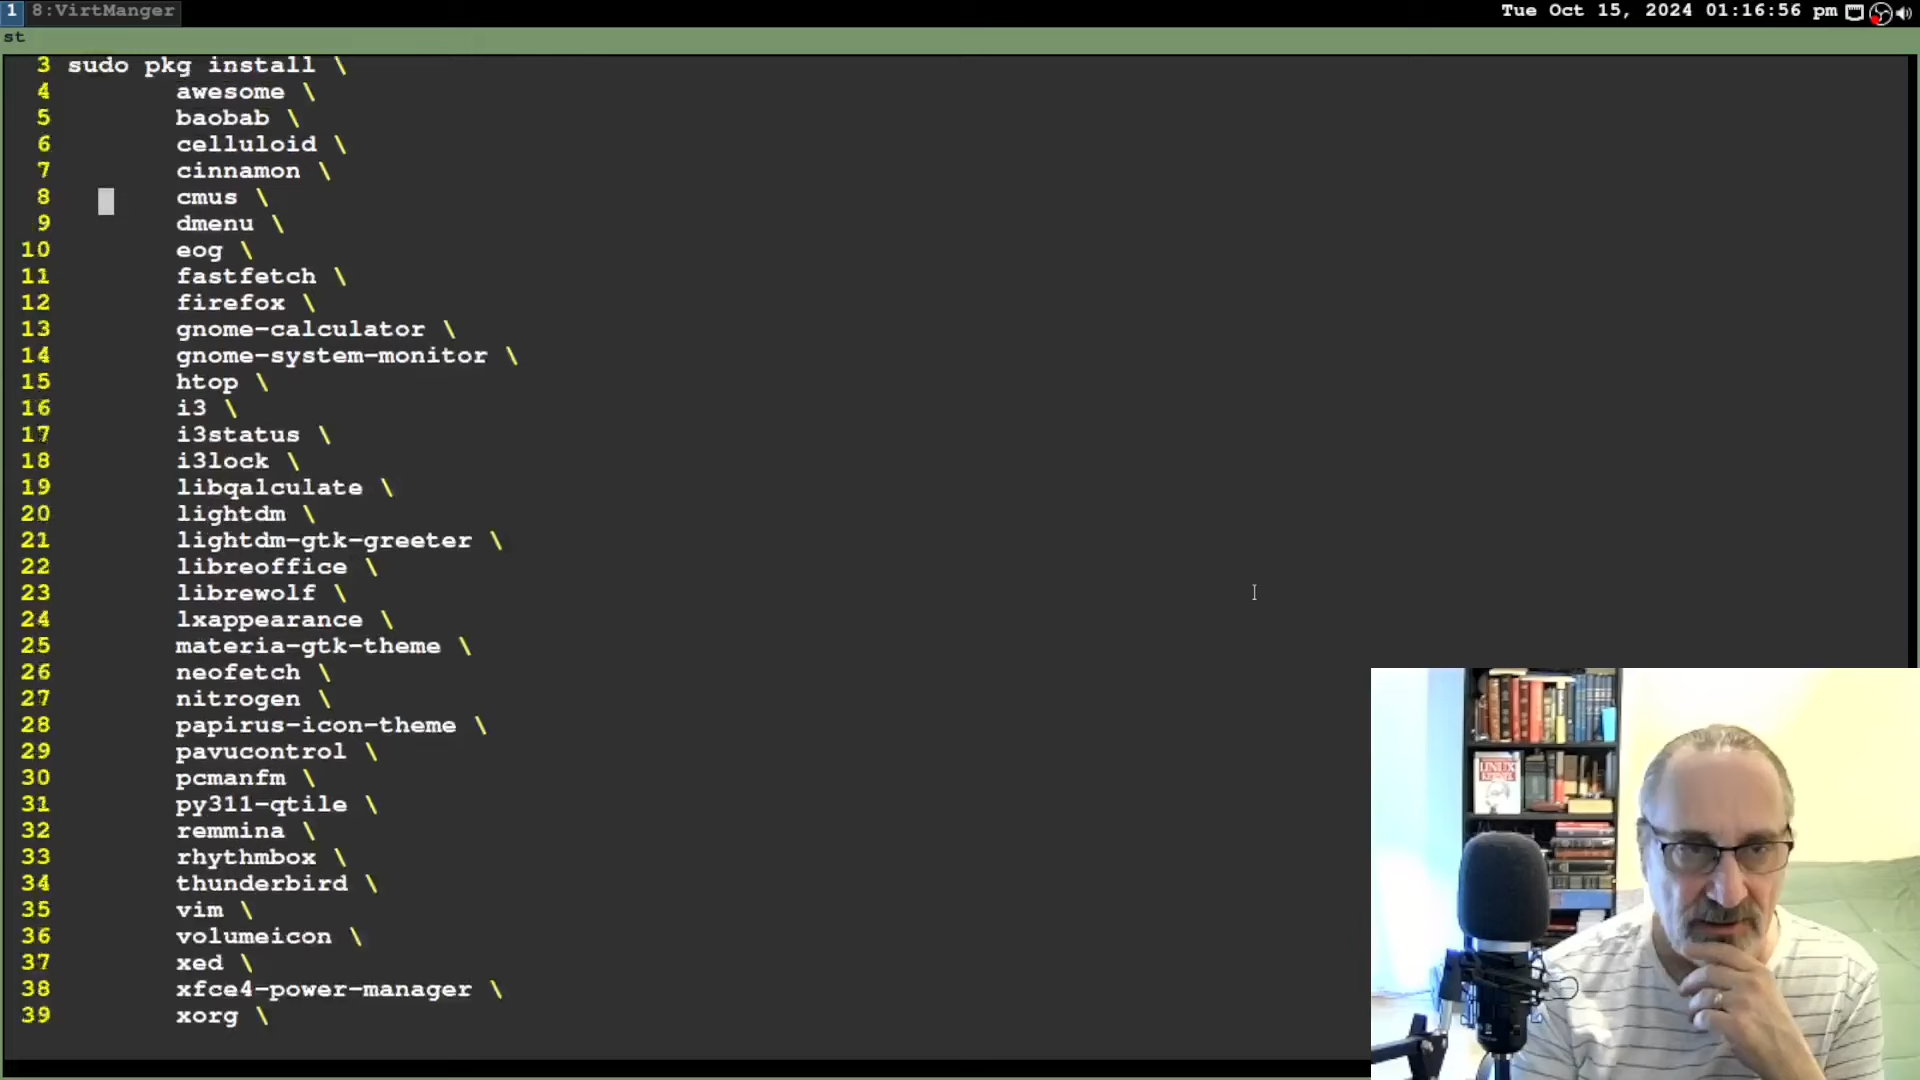 1 8:VirtManger
Tue Oct 15, 2024 01:16:56 pm
st
3 sudo pkg install \
4 awesome \
5 baobab \
6 celluloid \
7 cinnamon \
8 cmus \
9 dmenu \
10 eog \
11 fastfetch \
12 firefox \
13 gnome-calculator \
14 gnome-system-monitor \
15 htop \
16 i3 \
17 i3status \
18 i3lock \
19 libqalculate \
20 lightdm \
21 lightdm-gtk-greeter \
22 libreoffice \
23 librewolf \
24 lxappearance \
25 materia-gtk-theme \
26 neofetch \
27 nitrogen \
28 papirus-icon-theme \
29 pavucontrol \
30 pcmanfm \
31 py311-qtile \
32 remmina \
33 rhythmbox \
34 thunderbird \
35 vim \
36 volumeicon \
37 xed \
38 xfce4-power-manager \
39 xorg \
LINUX
KERNEL